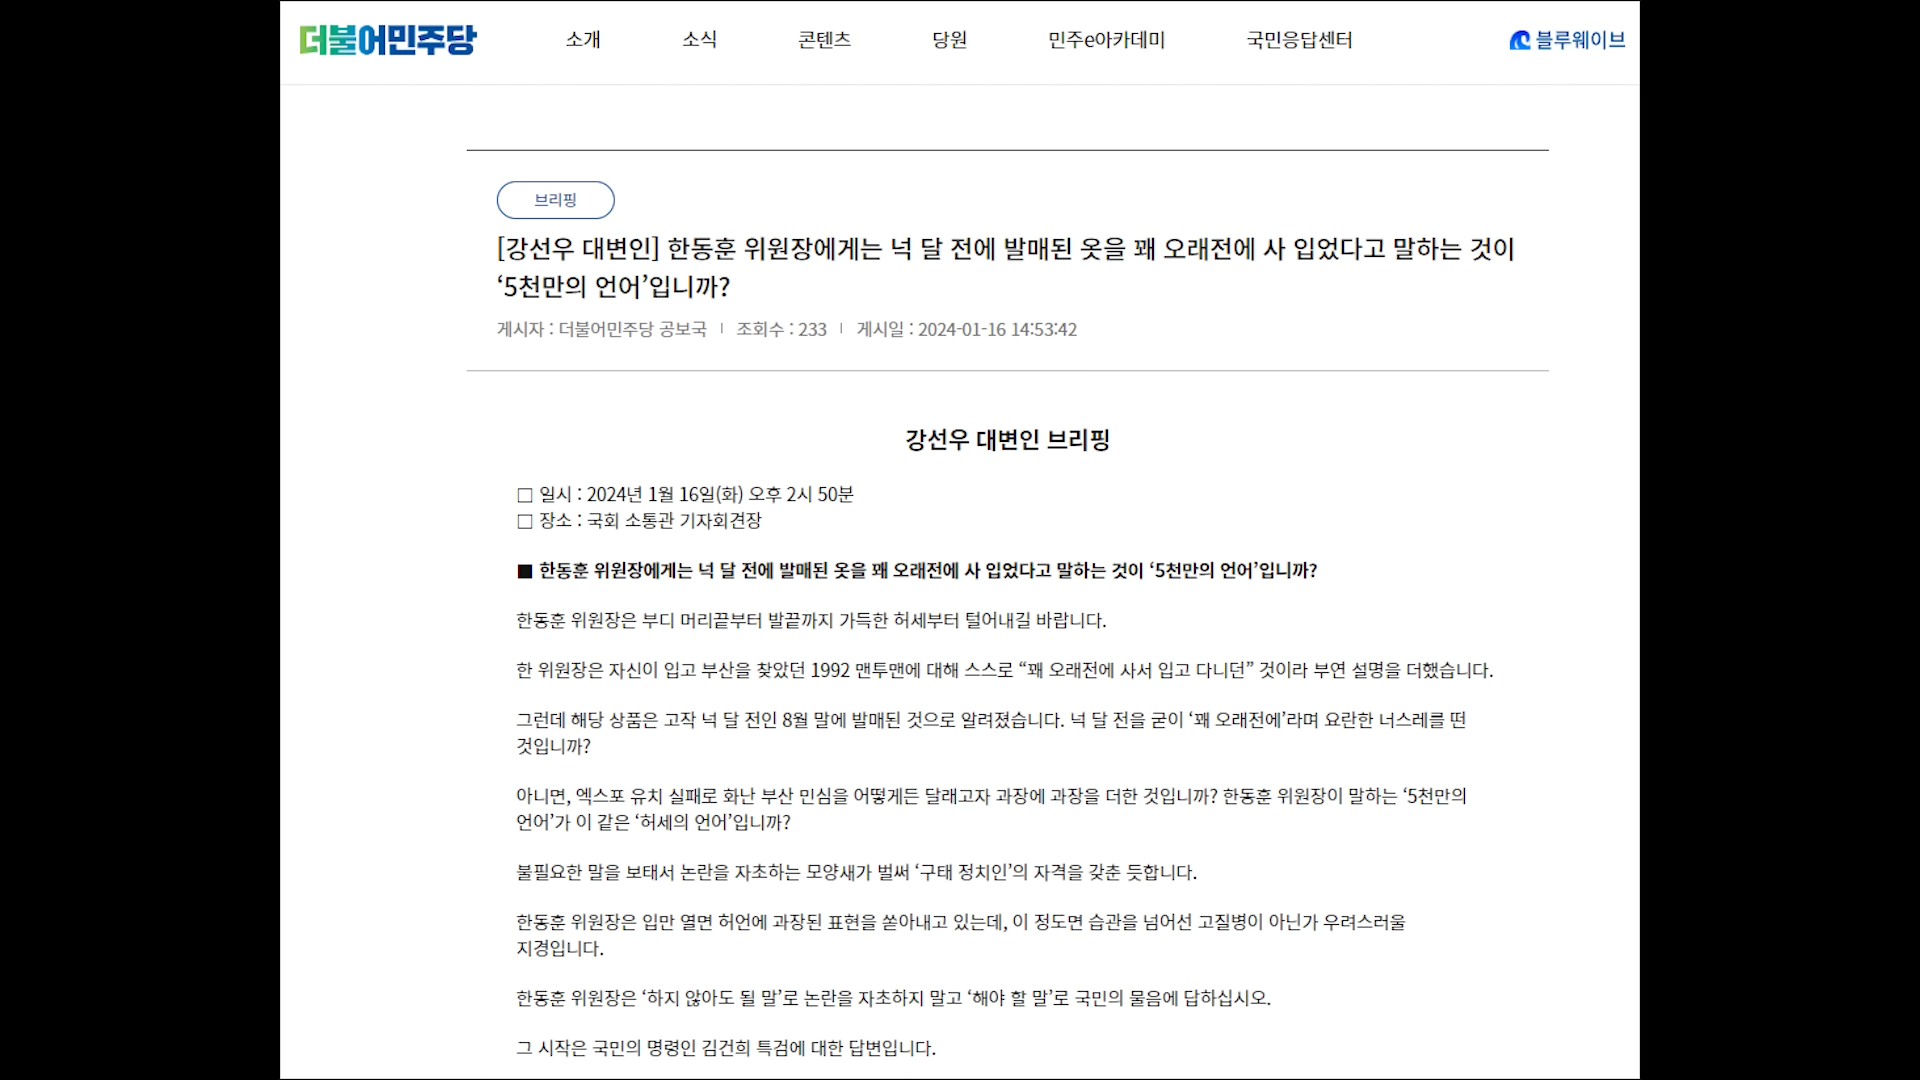 더불어민주당
소개
소식
콘텐츠
당원
민주e아카데미
국민응답센터
블루웨이브
브리핑
[강선우 대변인] 한동훈 위원장에게는 넉 달 전에 발매된 옷을 꽤 오래전에 사 입었다고 말하는 것이
‘5천만의 언어’입니까?
게시자 : 더불어민주당 공보국 ㅣ 조회수 : 233 ㅣ 게시일 : 2024-01-16 14:53:42
강선우 대변인 브리핑
□ 일시 : 2024년 1월 16일(화) 오후 2시 50분
□ 장소 : 국회 소통관 기자회견장
■ 한동훈 위원장에게는 넉 달 전에 발매된 옷을 꽤 오래전에 사 입었다고 말하는 것이 ‘5천만의 언어’입니까?
한동훈 위원장은 부디 머리끝부터 발끝까지 가득한 허세부터 털어내길 바랍니다.
한 위원장은 자신이 입고 부산을 찾았던 1992 맨투맨에 대해 스스로 “꽤 오래전에 사서 입고 다니던” 것이라 부연 설명을 더했습니다.
그런데 해당 상품은 고작 넉 달 전인 8월 말에 발매된 것으로 알려졌습니다. 넉 달 전을 굳이 ‘꽤 오래전에’라며 요란한 너스레를 떤
것입니까?
아니면, 엑스포 유치 실패로 화난 부산 민심을 어떻게든 달래고자 과장에 과장을 더한 것입니까? 한동훈 위원장이 말하는 ‘5천만의
언어’가 이 같은 ‘허세의 언어’입니까?
불필요한 말을 보태서 논란을 자초하는 모양새가 벌써 ‘구태 정치인’의 자격을 갖춘 듯합니다.
한동훈 위원장은 입만 열면 허언에 과장된 표현을 쏟아내고 있는데, 이 정도면 습관을 넘어선 고질병이 아닌가 우려스러울
지경입니다.
한동훈 위원장은 ‘하지 않아도 될 말’로 논란을 자초하지 말고 ‘해야 할 말’로 국민의 물음에 답하십시오.
그 시작은 국민의 명령인 김건희 특검에 대한 답변입니다.